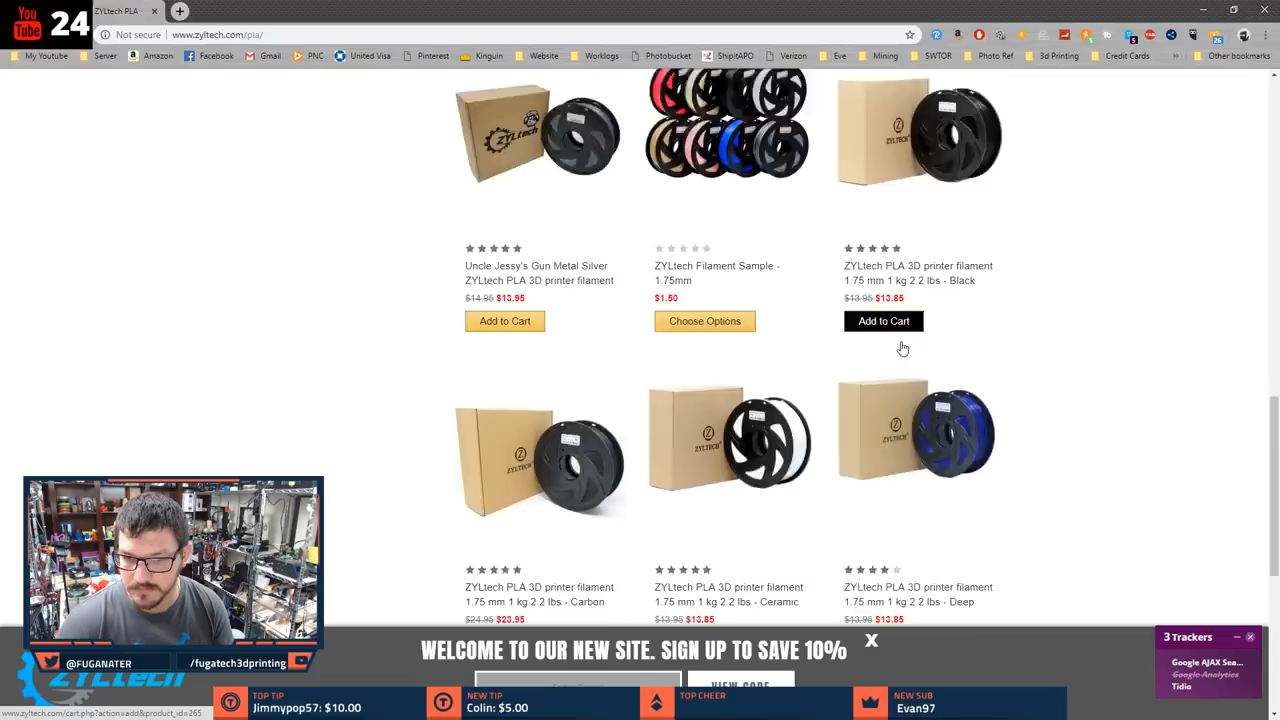 You Tube
24
ZYLtech PLA -
Not secure
www.zyltech.com/pla/
My Youtube
Server
Amazon
Facebook
Gmail
PNC
United Visa
Pinterest
Kinguin
Website
Worklogs
Photobucket
ShipitAPO
Verizon
Eve
Mining
SWTOR
Photo Ref
3d Printing
Credit Cards
Other bookmarks
ZYLtech
ZYLTECH
Uncle Jessy's Gun Metal Silver
ZYLtech PLA 3D printer filament
$14.95 $13.95
Add to Cart
ZYLtech Filament Sample -
1.75mm
$1.50
Choose Options
ZYLtech PLA 3D printer filament
1.75 mm 1 kg 2.2 lbs - Black
$13.95 $13.85
Add to Cart
ZYLTECH
ZYLTECH
ZYLTECH
ZYLtech PLA 3D printer filament
1.75 mm 1 kg 2.2 lbs - Carbon
$24.95 $23.95
ZYLtech PLA 3D printer filament
1.75 mm 1 kg 2.2 lbs - Ceramic
$13.95 $13.85
ZYLtech PLA 3D printer filament
1.75 mm 1 kg 2.2 lbs - Deep
$13.95 $13.85
WELCOME TO OUR NEW SITE. SIGN UP TO SAVE 10%
X
VIEW CODE
3 Trackers
Google AJAX Sea...
Google Analytics
Tidio
@FUGANATER
/fugatech3dprinting
ZYLtech
TOP TIP
Jimmypop57: $10.00
NEW TIP
Colin: $5.00
TOP CHEER
NEW SUB
Evan97
www.zyltech.com/cart.php?action=add&product_id=265